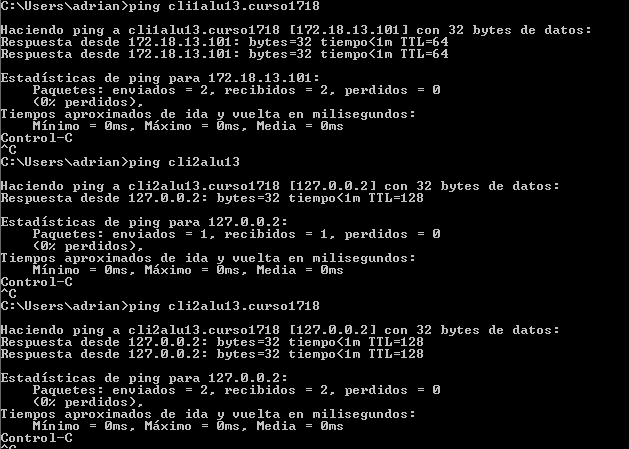 C:\Users\adrian>ping cli1alu13.curso1718
Haciendo ping a cli1alu13.curso1718 [172.18.13.101] con 32 bytes de datos:
Respuesta desde 172.18.13.101: bytes=32 tiempo<1m TTL=64
Respuesta desde 172.18.13.101: bytes=32 tiempo<1m TTL=64
Estadísticas de ping para 172.18.13.101:
Paquetes: enviados = 2, recibidos = 2, perdidos = 0
(0% perdidos),
Tiempos aproximados de ida y vuelta en milisegundos:
Mínimo = 0ms, Máximo = 0ms, Media = 0ms
Control-C
^C
C:\Users\adrian>ping cli2alu13
Haciendo ping a cli2alu13.curso1718 [127.0.0.2] con 32 bytes de datos:
Respuesta desde 127.0.0.2: bytes=32 tiempo<1m TTL=128
Estadísticas de ping para 127.0.0.2:
Paquetes: enviados = 1, recibidos = 1, perdidos = 0
(0% perdidos),
Tiempos aproximados de ida y vuelta en milisegundos:
Mínimo = 0ms, Máximo = 0ms, Media = 0ms
Control-C
^C
C:\Users\adrian>ping cli2alu13.curso1718
Haciendo ping a cli2alu13.curso1718 [127.0.0.2] con 32 bytes de datos:
Respuesta desde 127.0.0.2: bytes=32 tiempo<1m TTL=128
Respuesta desde 127.0.0.2: bytes=32 tiempo<1m TTL=128
Estadísticas de ping para 127.0.0.2:
Paquetes: enviados = 2, recibidos = 2, perdidos = 0
(0% perdidos),
Tiempos aproximados de ida y vuelta en milisegundos:
Mínimo = 0ms, Máximo = 0ms, Media = 0ms
Control-C
^C